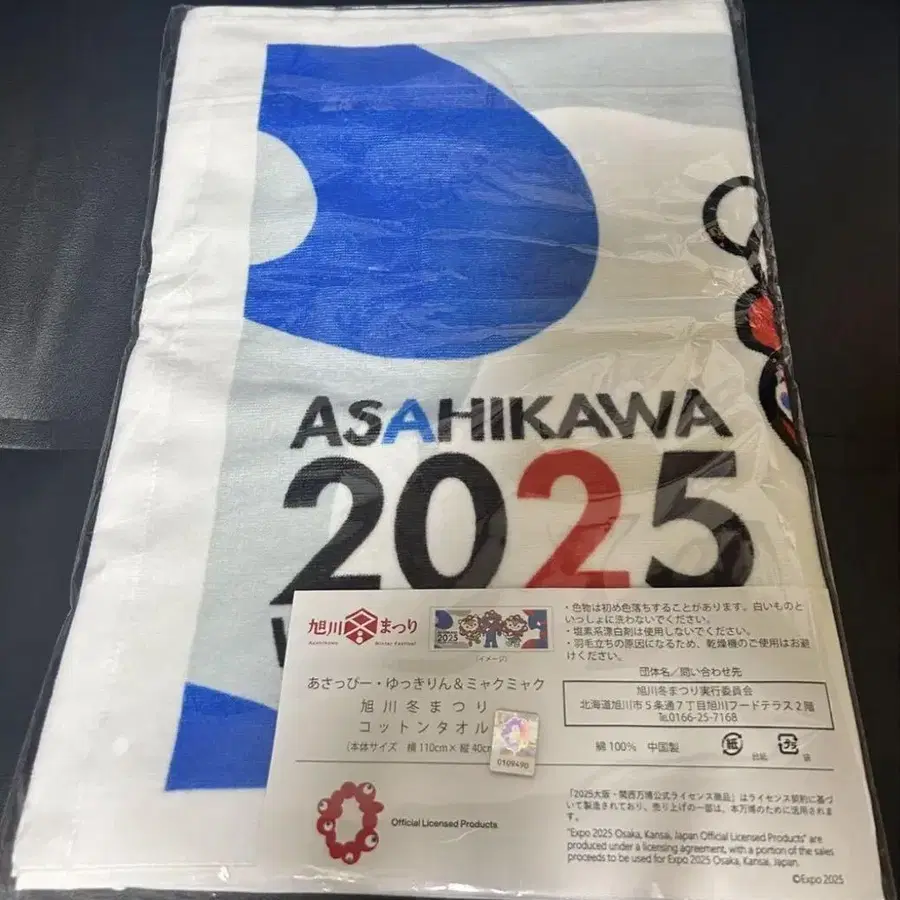 ASAHIKAWA
2025
旭川冬まつり
Asahikawa Winter Festival
2025
(イメージ)
あさっぴー・ゆっきりん&ミャクミャク
旭川冬まつり
コットンタオル
(本体サイズ 横110cm×縦40cm
0109490
Official Licensed Products
・色物は初め色落ちすることがあります。白いものと
いっしょに洗わないでください。
・塩素系漂白剤は使用しないでください。
・羽毛立ちの原因になるため、乾燥機のご使用はお避
けください。
団体名/問い合わせ先
旭川冬まつり実行委員会
北海道旭川市5条通7丁目旭川フードテラス2階
Tel.0166-25-7168
綿100% 中国製
紙
台紙
プラ
袋
「2025大阪・関西万博公式ライセンス商品」はライセンス契約に基づ
いて製造されており、売り上げの一部は、本万博のために活用されま
す。
"Expo 2025 Osaka, Kansai, Japan Official Licensed Products" are
produced under a licensing agreement, with a portion of the sales
proceeds to be used for Expo 2025 Osaka, Kansai, Japan.
©Expo 2025